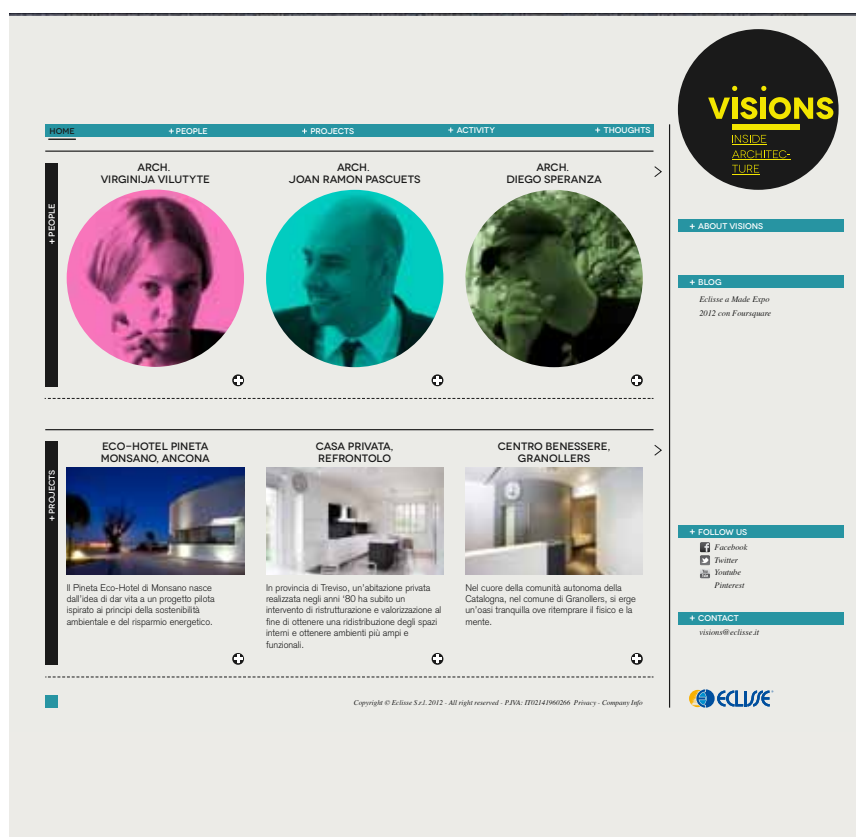 VISIONS
INSIDE
ARCHITEC-
TURE
HOME
+ PEOPLE
+ PROJECTS
+ ACTIVITY
+ THOUGHTS
+ PEOPLE
ARCH.
VIRGINIJA VILUTYTE
ARCH.
JOAN RAMON PASCUETS
ARCH.
DIEGO SPERANZA
+ PROJECTS
ECO-HOTEL PINETA
MONSANO, ANCONA
Il Pineta Eco-Hotel di Monsano nasce
dall'idea di dar vita a un progetto pilota
ispirato ai principi della sostenibilità
ambientale e del risparmio energetico.
CASA PRIVATA,
REFRONTOLO
In provincia di Treviso, un'abitazione privata
realizzata negli anni '80 ha subito un
intervento di ristrutturazione e valorizzazione al
fine di ottenere una ridistribuzione degli spazi
interni e ottenere ambienti più ampi e
funzionali.
CENTRO BENESSERE,
GRANOLLERS
Nel cuore della comunità autonoma della
Catalogna, nel comune di Granollers, si erge
un'oasi tranquilla ove ritemprare il fisico e la
mente.
+ ABOUT VISIONS
+ BLOG
Eclisse a Made Expo
2012 con Foursquare
+ FOLLOW US
Facebook
Twitter
Youtube
Pinterest
+ CONTACT
visions@eclisse.it
Copyright © Eclisse S.r.l. 2012 - All right reserved - P.IVA: IT02141960266 Privacy - Company Info
ECLISSE®